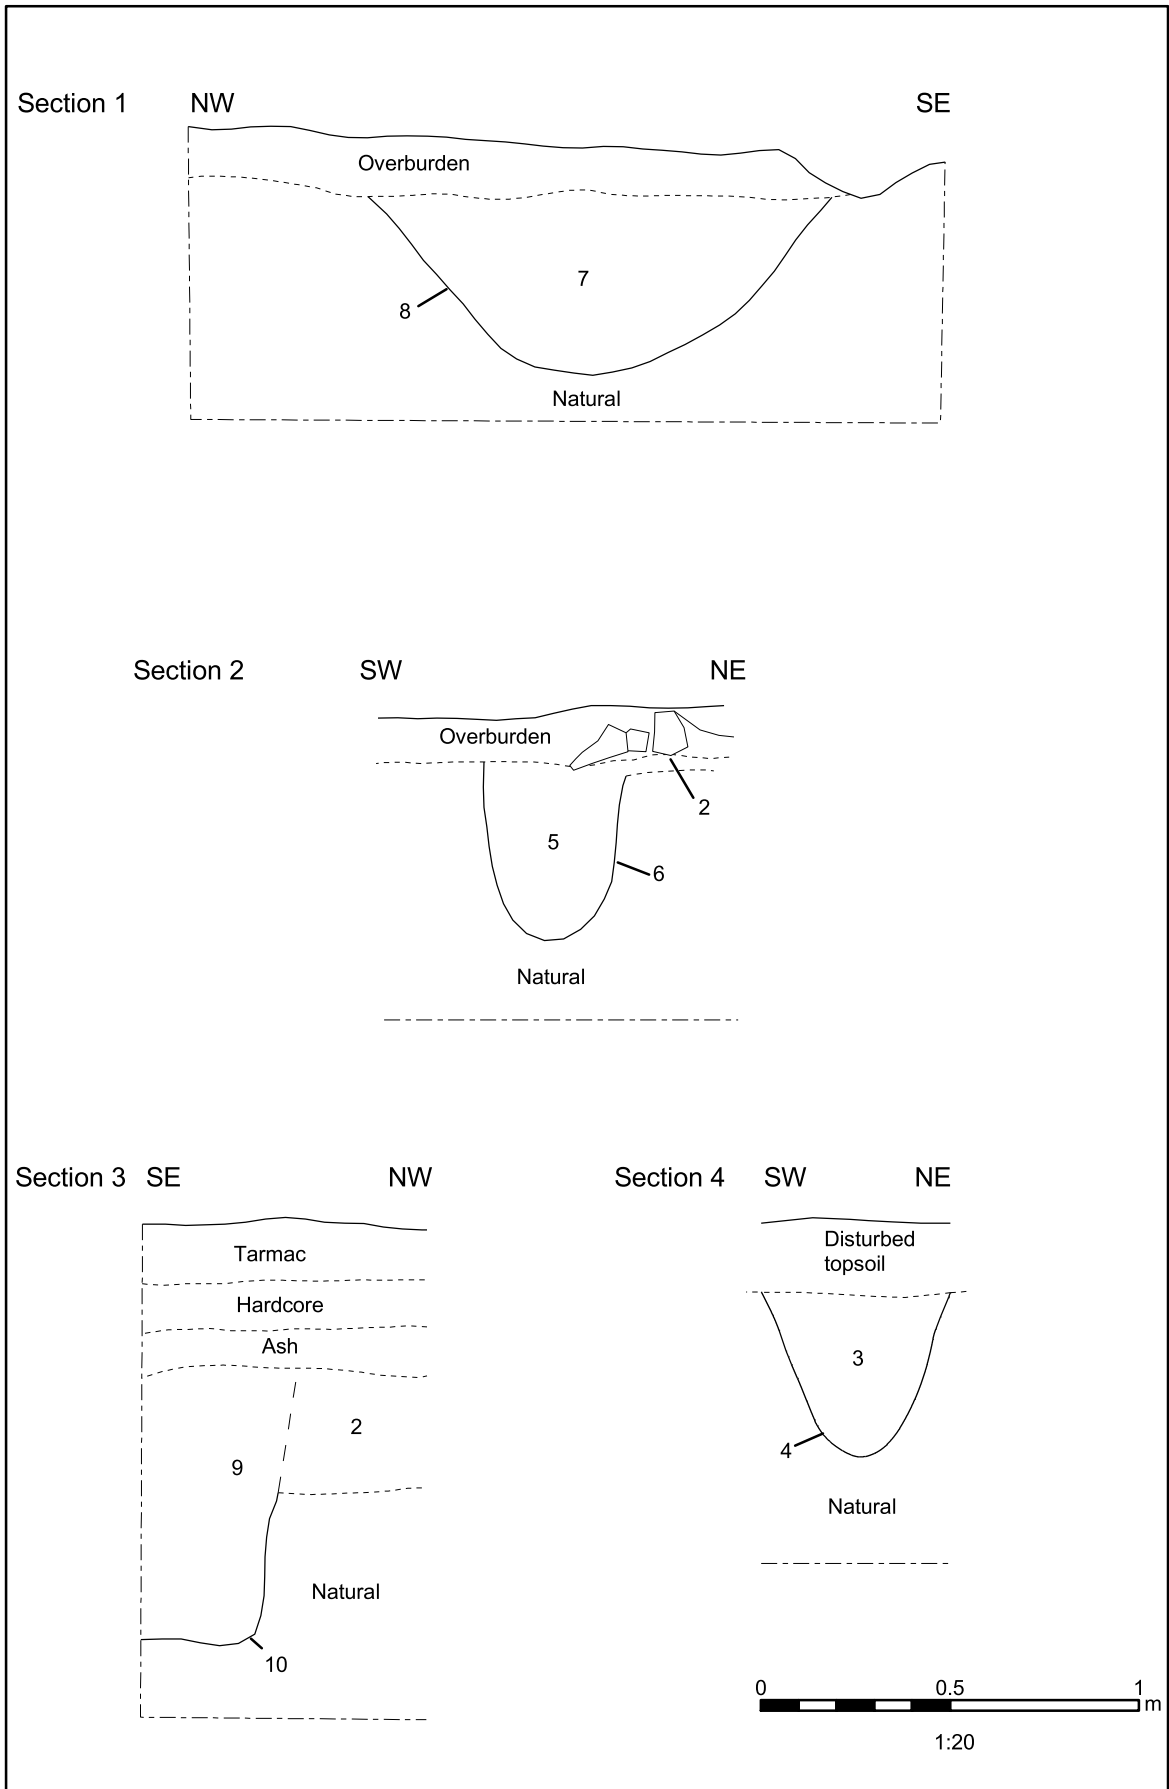 Section 1 NW SE
Overburden
7
8
Natural
Section 2 SW NE
Overburden
2
5
6
Natural
Section 3 SE NW
Tarmac
Hardcore
Ash
2
9
Natural
10
Section 4 SW NE
Disturbed
topsoil
3
4
Natural
0 0.5 1
m
1:20